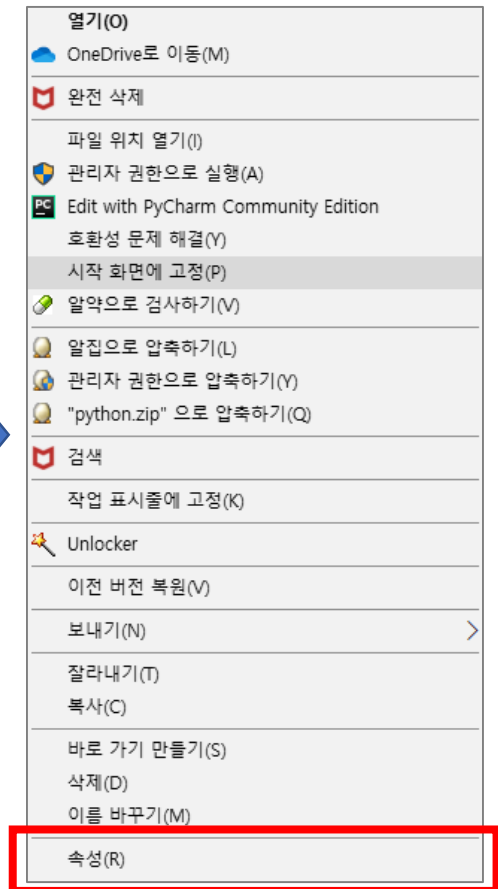 열기(O)
OneDrive로 이동(M)
완전 삭제
파일 위치 열기(I)
관리자 권한으로 실행(A)
PC Edit with PyCharm Community Edition
호환성 문제 해결(Y)
시작 화면에 고정(P)
알약으로 검사하기(V)
알집으로 압축하기(L)
관리자 권한으로 압축하기(Y)
"python.zip" 으로 압축하기(Q)
검색
작업 표시줄에 고정(K)
Unlocker
이전 버전 복원(V)
보내기(N)
잘라내기(T)
복사(C)
바로 가기 만들기(S)
삭제(D)
이름 바꾸기(M)
속성(R)